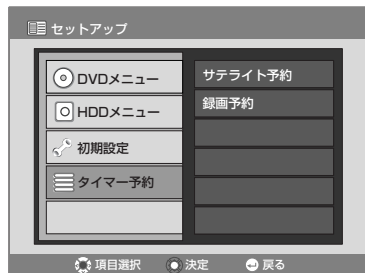 セットアップ
DVDメニュー
HDDメニュー
初期設定
タイマー予約
サテライト予約
録画予約
項目選択 決定 戻る